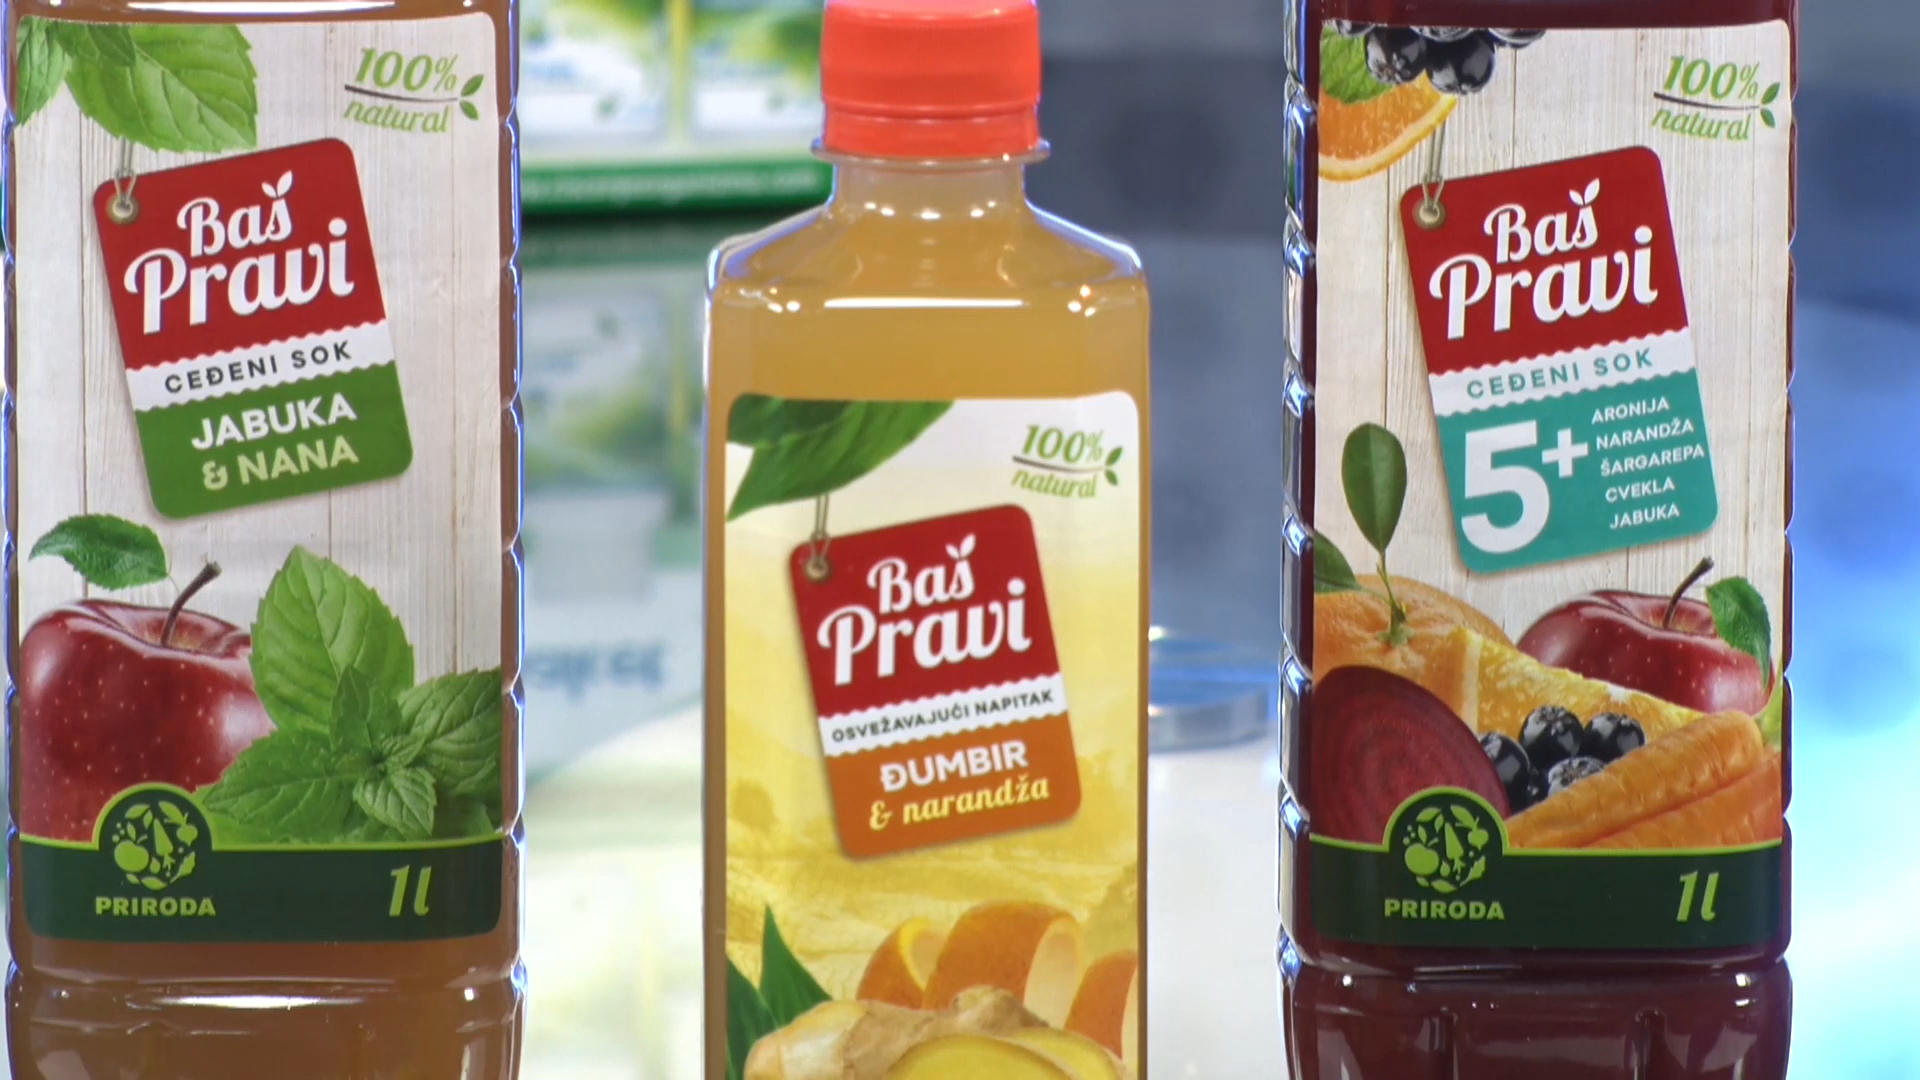 100%
natural
Baš
Pravi
CEĐENI SOK
JABUKA
& NANA
PRIRODA
1l
100%
natural
Baš
Pravi
OSVEŽAVAJUĆI NAPITAK
ĐUMBIR
& narandža
100%
natural
Baš
Pravi
CEĐENI SOK
5+
ARONIJA
NARANDŽA
ŠARGAREPA
CVEKLA
JABUKA
PRIRODA
1l